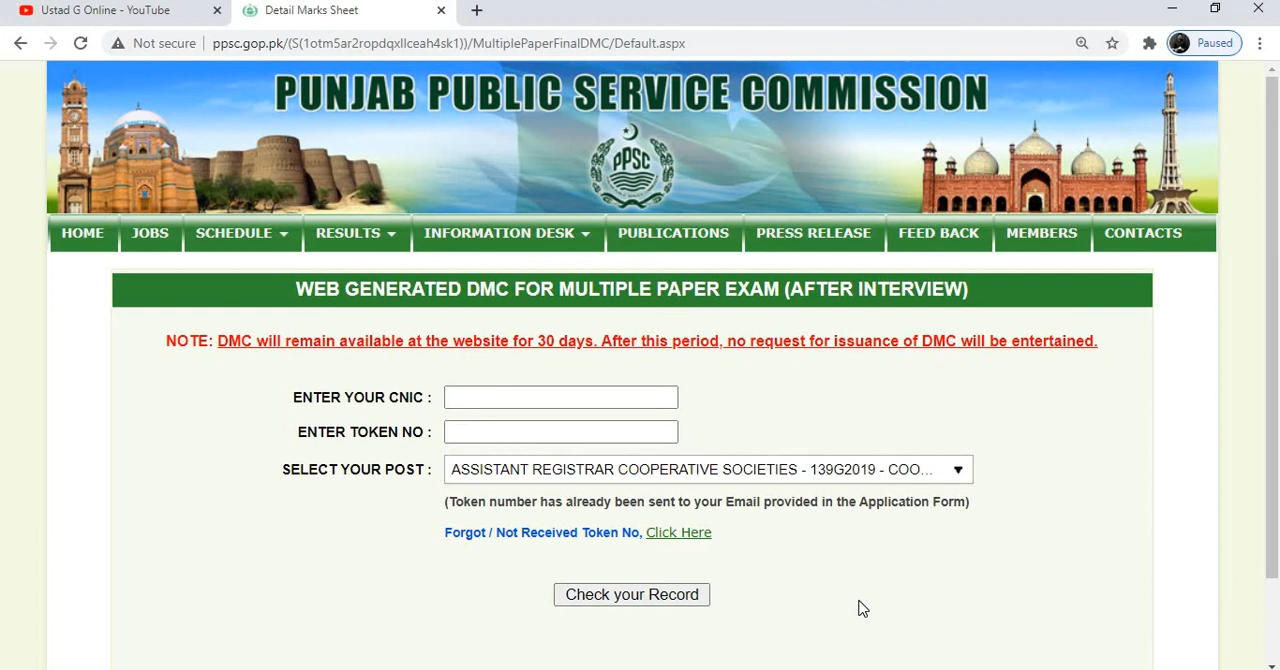 Ustad G Online - YouTube
Detail Marks Sheet
Not secure
ppsc.gop.pk/(S(1otm5ar2ropdqxllceah4sk1))/MultiplePaperFinalDMC/Default.aspx
Paused
PUNJAB PUBLIC SERVICE COMMISSION
PPSC
HOME JOBS SCHEDULE RESULTS INFORMATION DESK PUBLICATIONS PRESS RELEASE FEED BACK MEMBERS CONTACTS
WEB GENERATED DMC FOR MULTIPLE PAPER EXAM (AFTER INTERVIEW)
NOTE: DMC will remain available at the website for 30 days. After this period, no request for issuance of DMC will be entertained.
ENTER YOUR CNIC :
ENTER TOKEN NO :
SELECT YOUR POST : ASSISTANT REGISTRAR COOPERATIVE SOCIETIES - 139G2019 - COO...
(Token number has already been sent to your Email provided in the Application Form)
Forgot / Not Received Token No, Click Here
Check your Record